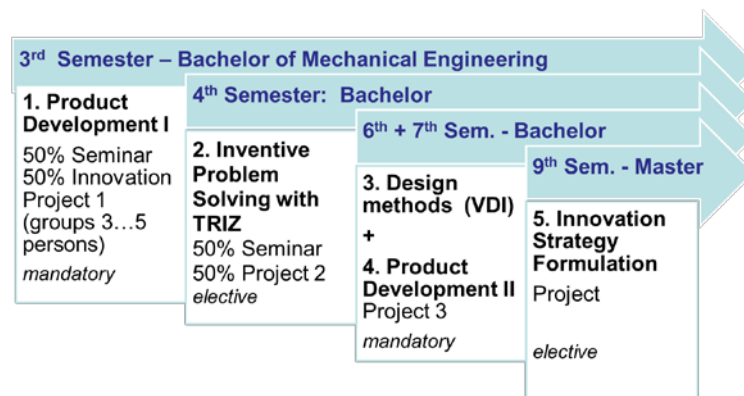 3rd Semester – Bachelor of Mechanical Engineering
1. Product
Development I
50% Seminar
50% Innovation
Project 1
(groups 3…5
persons)
mandatory
4th Semester: Bachelor
2. Inventive
Problem
Solving with
TRIZ
50% Seminar
50% Project 2
elective
6th + 7th Sem. - Bachelor
3. Design
methods (VDI)
+
4. Product
Development II
Project 3
mandatory
9th Sem. - Master
5. Innovation
Strategy
Formulation
Project
elective